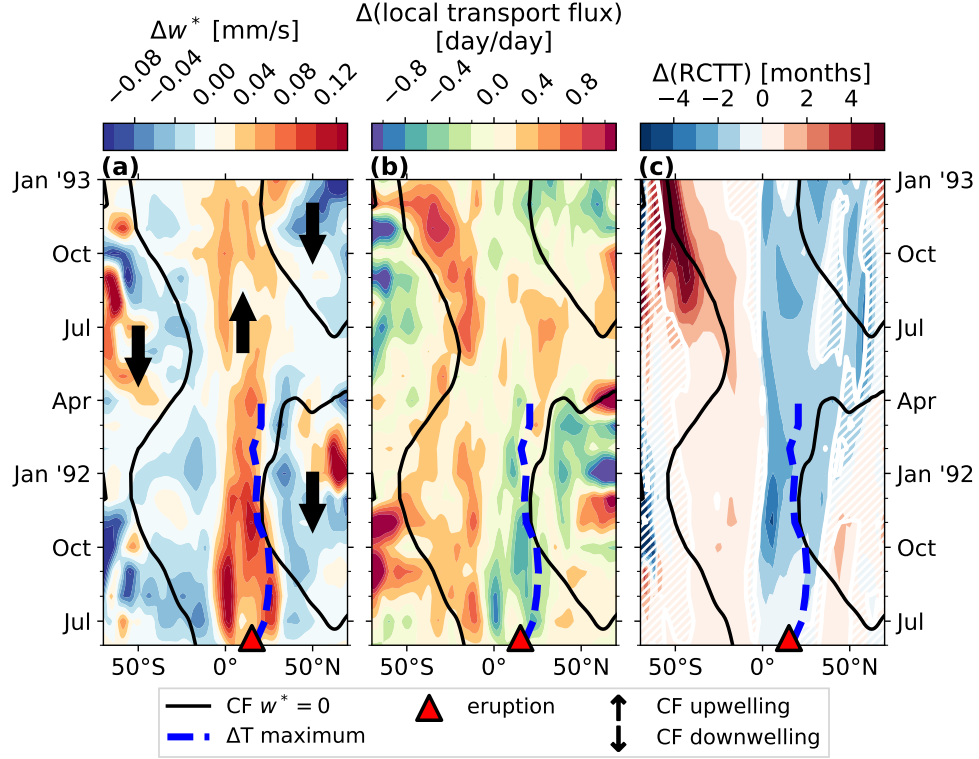 Δw* [mm/s]
−0.08 −0.04 0.00 0.04 0.08 0.12
Δ(local transport flux)
[day/day]
−0.8 −0.4 0.0 0.4 0.8
Δ(RCTT) [months]
−4 −2 0 2 4
(a) (b) (c)
Jan '93 Jan '93
Oct Oct
Jul Jul
Apr Apr
Jan '92 Jan '92
Oct Oct
Jul Jul
50°S 0° 50°N 50°S 0° 50°N 50°S 0° 50°N
CF w* = 0 eruption CF upwelling
ΔT maximum CF downwelling